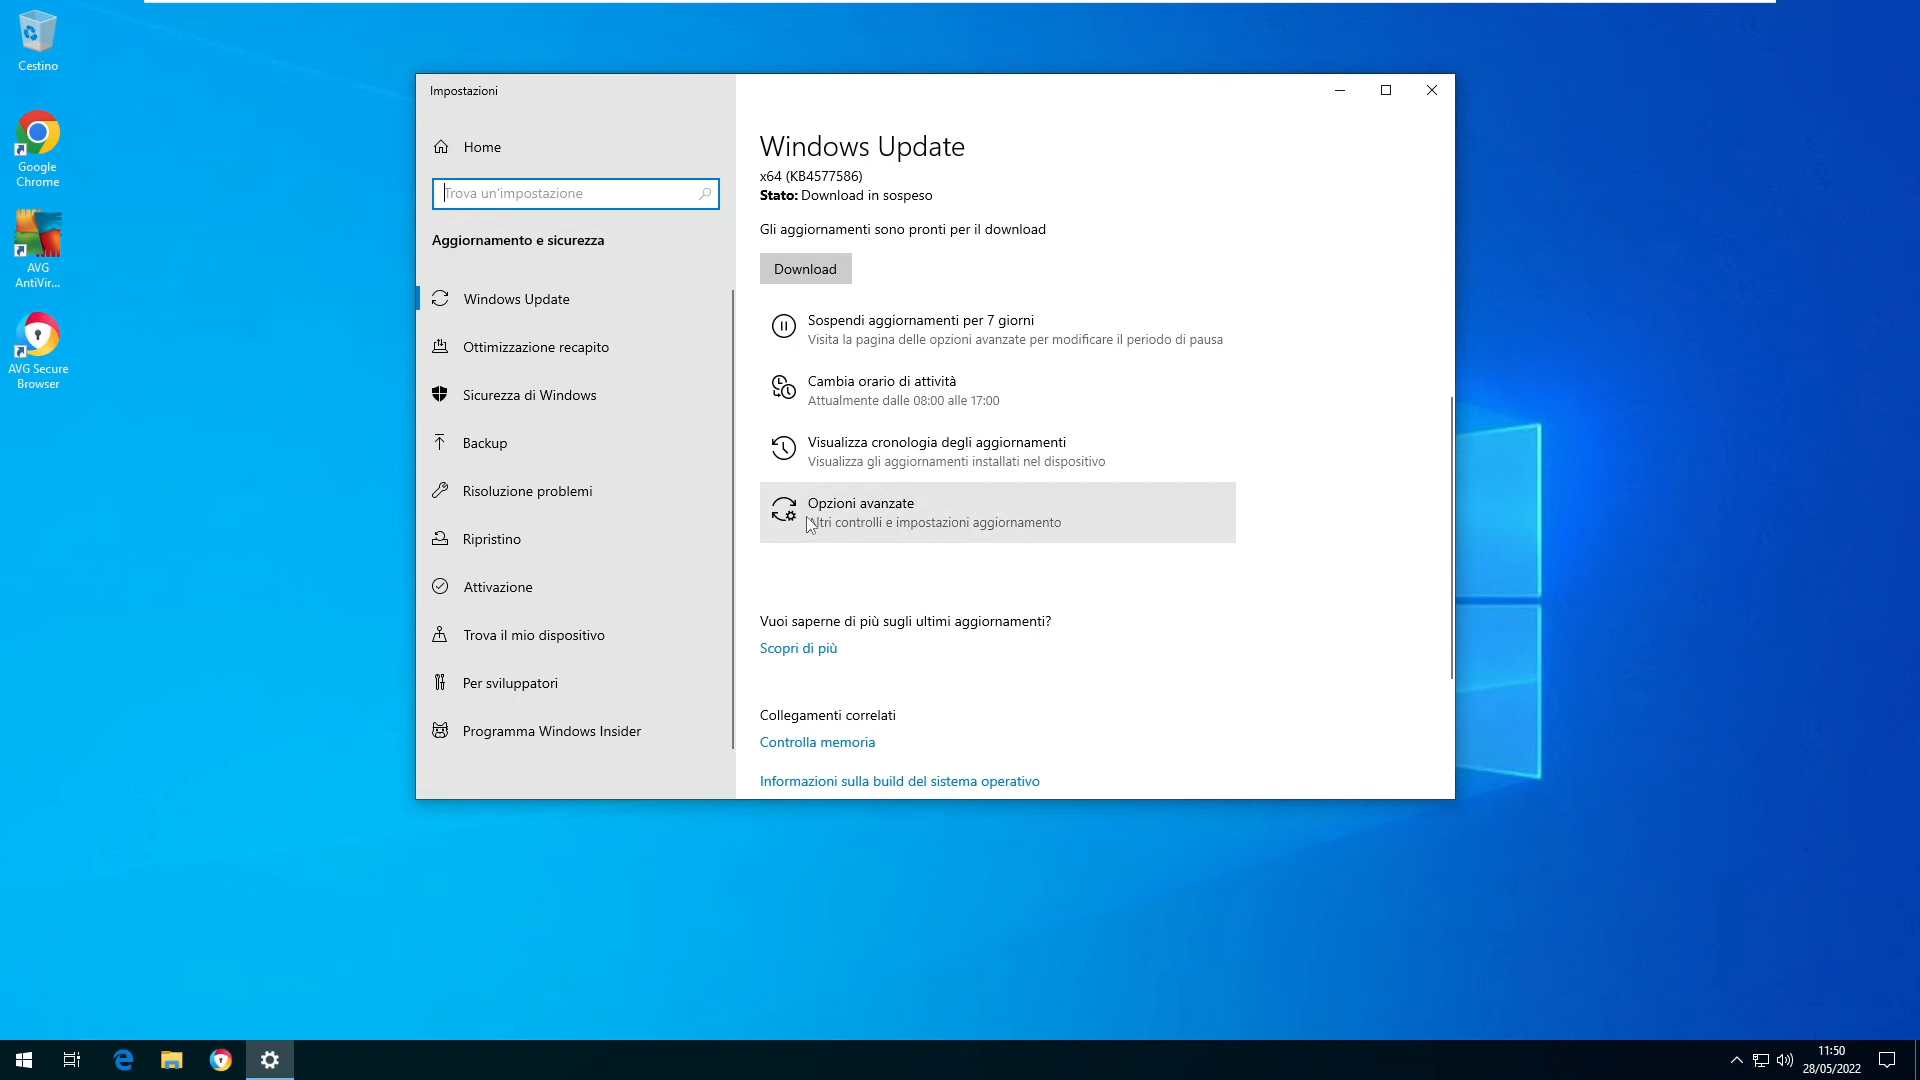 Cestino
Google
Chrome
AVG
AntiVir...
AVG Secure
Browser
Impostazioni
Home
Trova un'impostazione
Aggiornamento e sicurezza
Windows Update
Ottimizzazione recapito
Sicurezza di Windows
Backup
Risoluzione problemi
Ripristino
Attivazione
Trova il mio dispositivo
Per sviluppatori
Programma Windows Insider
Windows Update
x64 (KB4577586)
Stato: Download in sospeso
Gli aggiornamenti sono pronti per il download
Download
Sospendi aggiornamenti per 7 giorni
Visita la pagina delle opzioni avanzate per modificare il periodo di pausa
Cambia orario di attività
Attualmente dalle 08:00 alle 17:00
Visualizza cronologia degli aggiornamenti
Visualizza gli aggiornamenti installati nel dispositivo
Opzioni avanzate
Altri controlli e impostazioni aggiornamento
Vuoi saperne di più sugli ultimi aggiornamenti?
Scopri di più
Collegamenti correlati
Controlla memoria
Informazioni sulla build del sistema operativo
11:50
28/05/2022